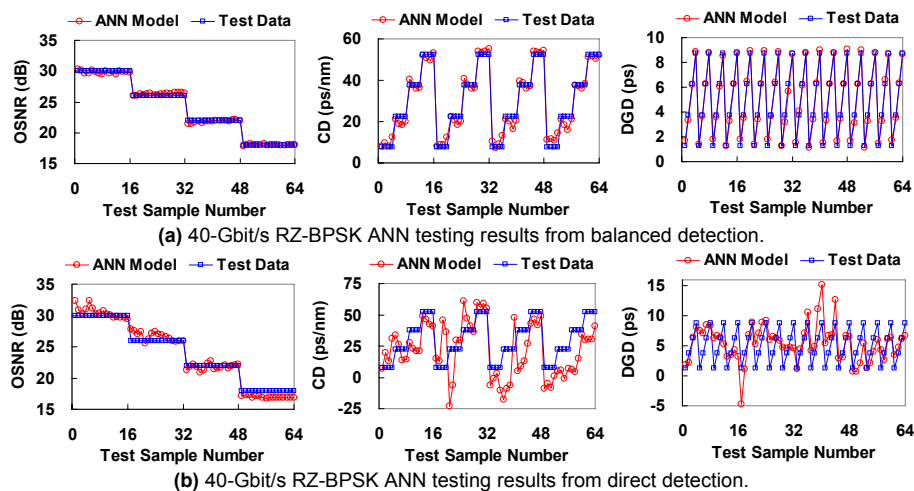 ANN Model Test Data ANN Model Test Data ANN Model Test Data
OSNR (dB) 35 30 25 20 15
0 16 32 48 64
Test Sample Number
CD (ps/nm) 60 40 20 0
0 16 32 48 64
Test Sample Number
DGD (ps) 10 8 6 4 2 0
0 16 32 48 64
Test Sample Number
(a) 40-Gbit/s RZ-BPSK ANN testing results from balanced detection.
ANN Model Test Data ANN Model Test Data ANN Model Test Data
OSNR (dB) 35 30 25 20 15
0 16 32 48 64
Test Sample Number
CD (ps/nm) 75 50 25 0 -25
0 16 32 48 64
Test Sample Number
DGD (ps) 15 10 5 0 -5
0 16 32 48 64
Test Sample Number
(b) 40-Gbit/s RZ-BPSK ANN testing results from direct detection.